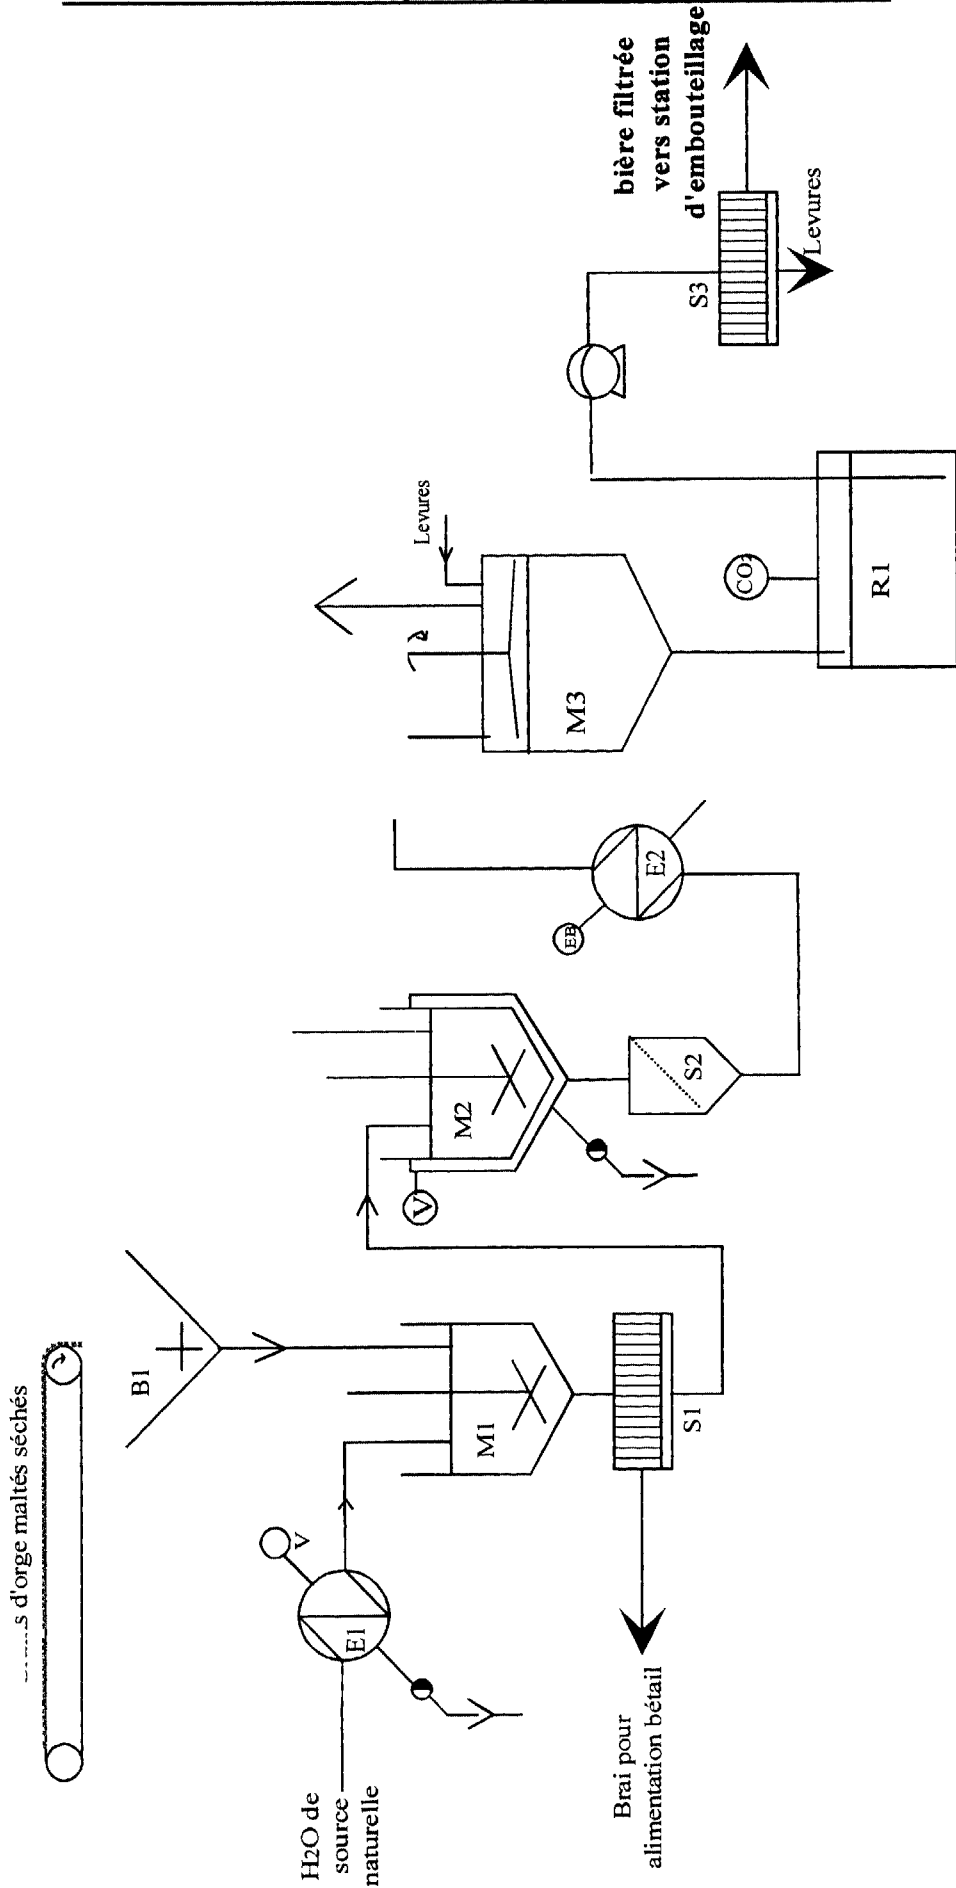 d'orge maltés séchés
B1
H2O de
source
naturelle
E1
V
M1
S1
Brai pour
alimentation bétail
V
M2
S2
EB
E2
Levures
M3
CO2
R1
S3
Levures
bière filtrée
vers station
d'embouteillage